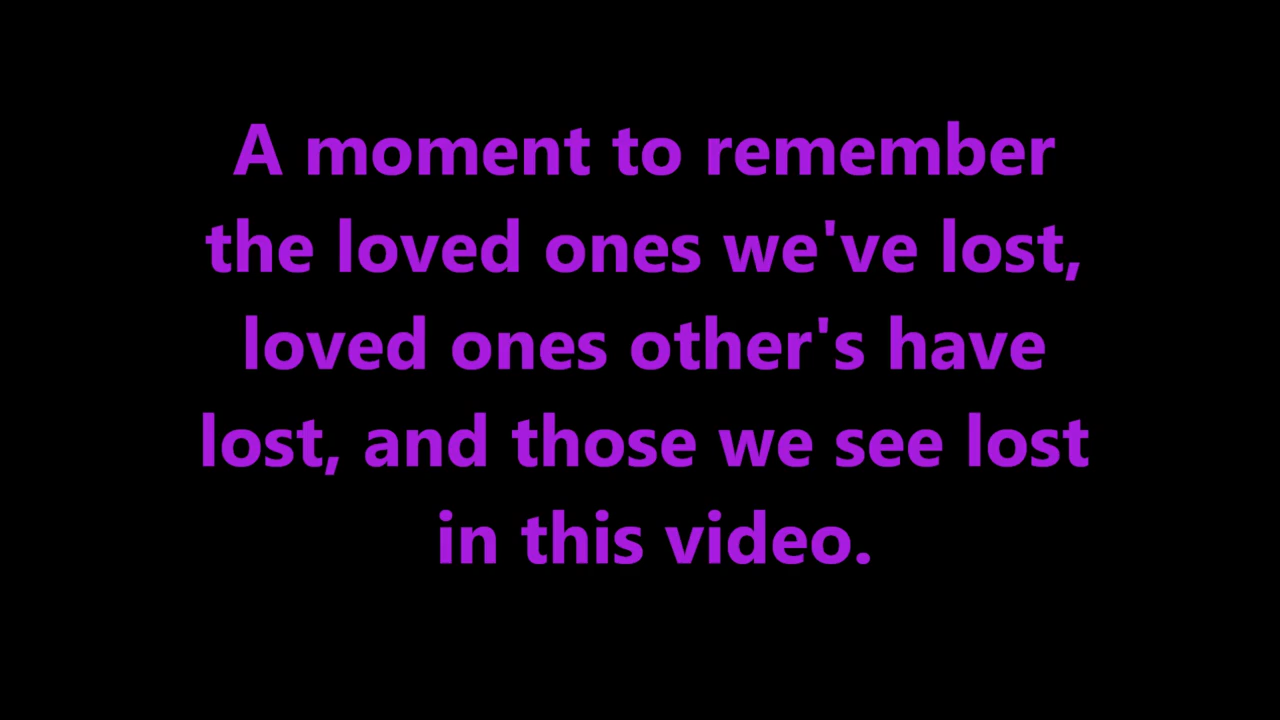 A moment to remember
the loved ones we've lost,
loved ones other's have
lost, and those we see lost
in this video.